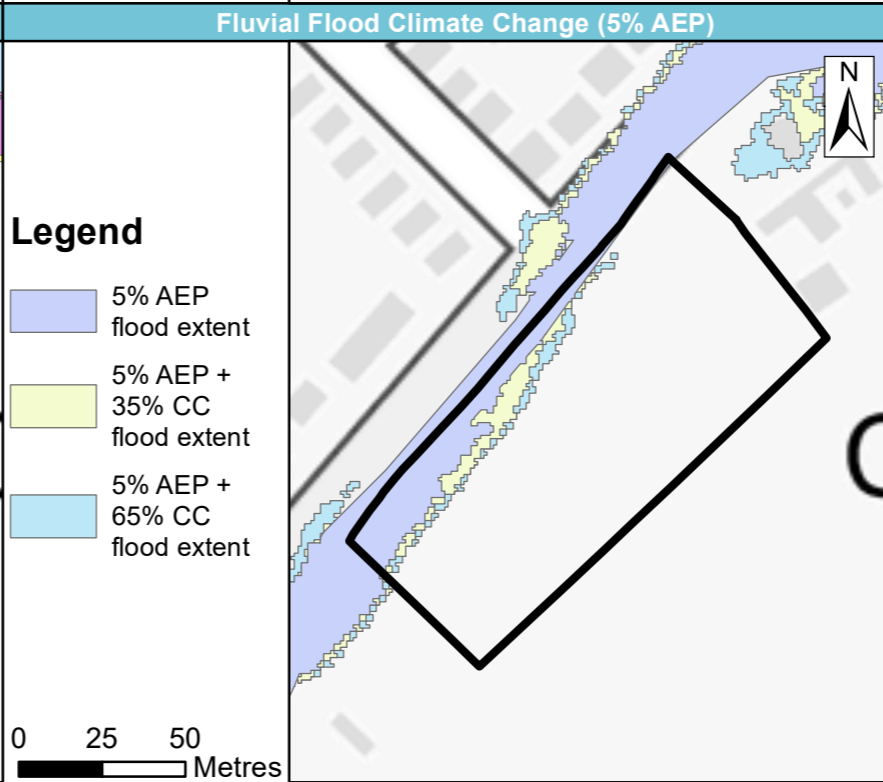 Fluvial Flood Climate Change (5% AEP)
N
Legend
5% AEP
flood extent
5% AEP +
35% CC
flood extent
5% AEP +
65% CC
flood extent
0 25 50
Metres